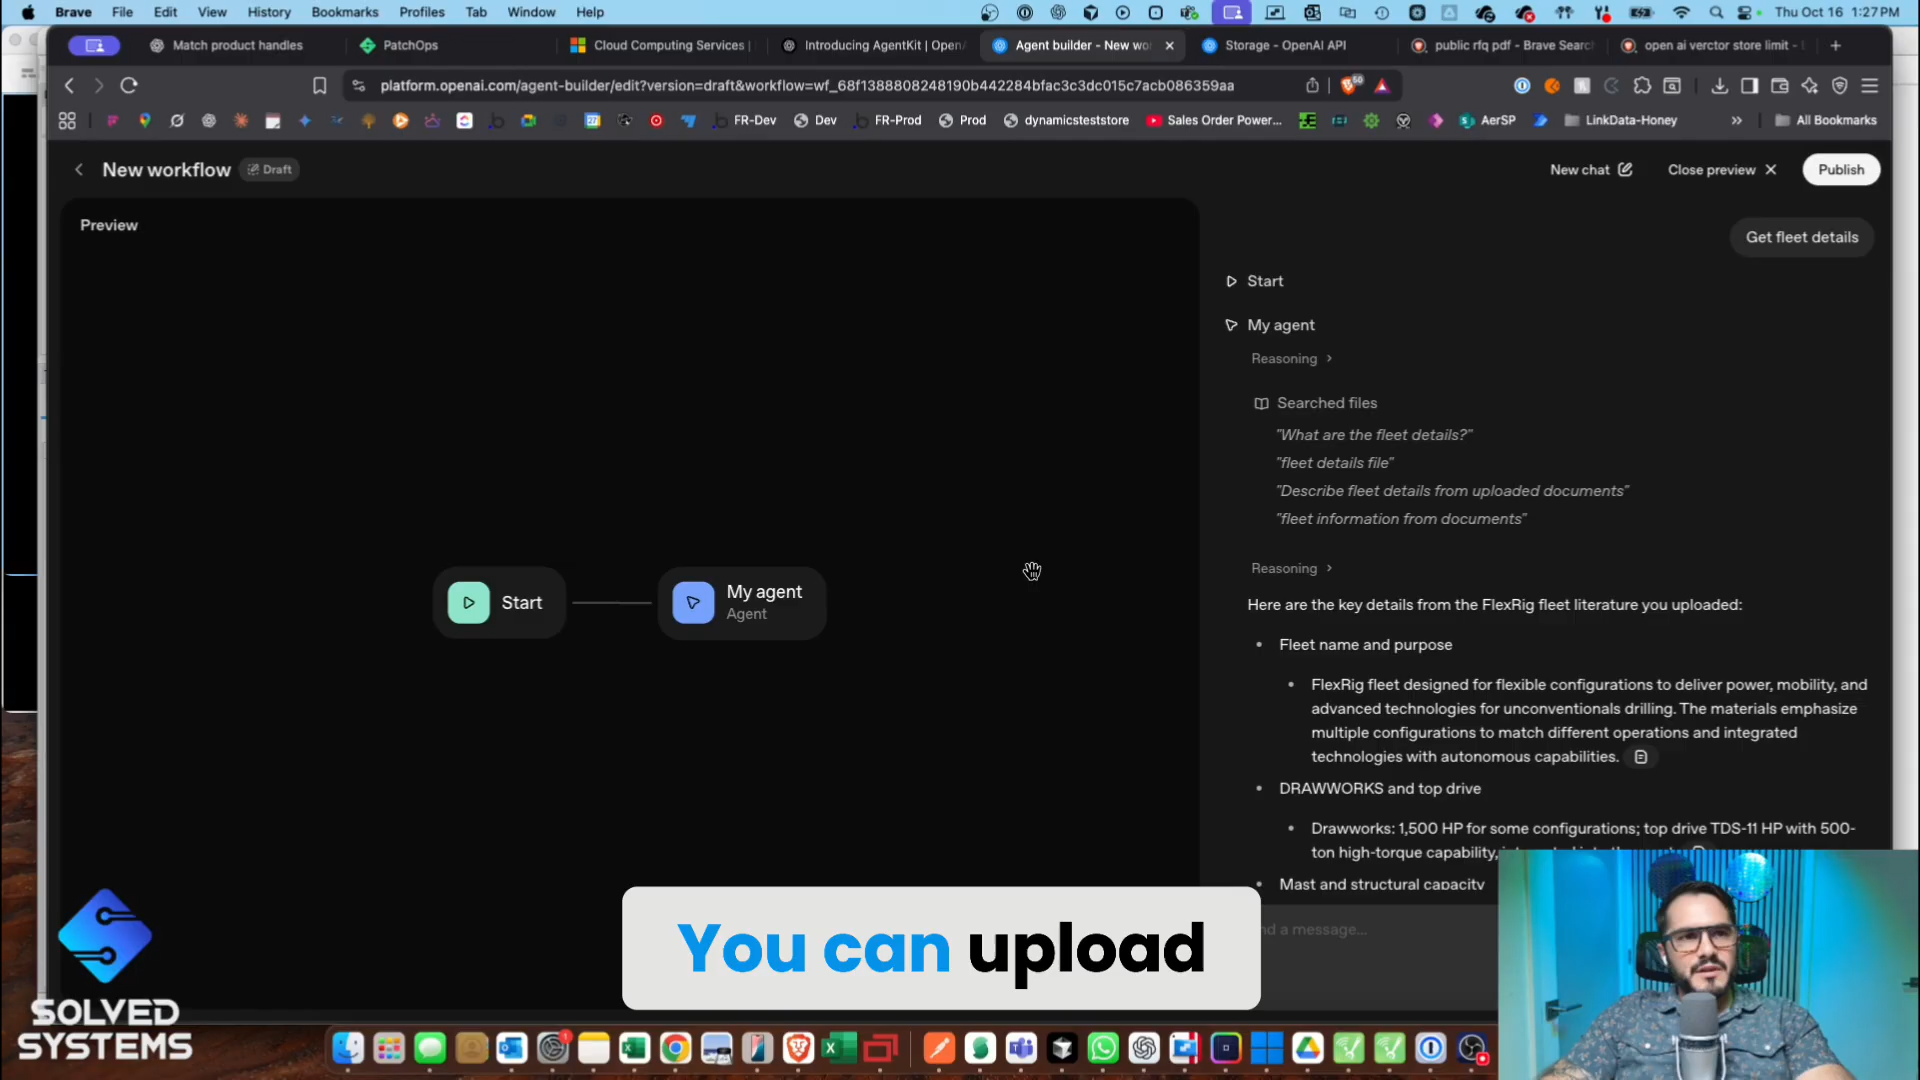 Brave File Edit View History Bookmarks Profiles Tab Window Help Thu Oct 16 1:27 PM
Match product handles PatchOps Cloud Computing Services | Introducing AgentKit | Open Agent builder - New wo Storage - OpenAI API public rfq pdf - Brave Searc open ai verctor store limit -
platform.openai.com/agent-builder/edit?version=draft&workflow=wf_68f1388808248190b442284bfac3c3dc015c7acb086359aa
FR-Dev Dev FR-Prod Prod dynamicsteststore Sales Order Power... AerSP LinkData-Honey » All Bookmarks
New workflow Draft New chat Close preview Publish
Preview
Get fleet details
Start
My agent
Reasoning
Searched files
"What are the fleet details?"
"fleet details file"
"Describe fleet details from uploaded documents"
"fleet information from documents"
Reasoning
Here are the key details from the FlexRig fleet literature you uploaded:
• Fleet name and purpose
• FlexRig fleet designed for flexible configurations to deliver power, mobility, and
advanced technologies for unconventionals drilling. The materials emphasize
multiple configurations to match different operations and integrated
technologies with autonomous capabilities.
• DRAWWORKS and top drive
• Drawworks: 1,500 HP for some configurations; top drive TDS-11 HP with 500-
ton high-torque capability,
• Mast and structural capacity
a message...
Start
My agent
Agent
You can upload
SOLVED
SYSTEMS